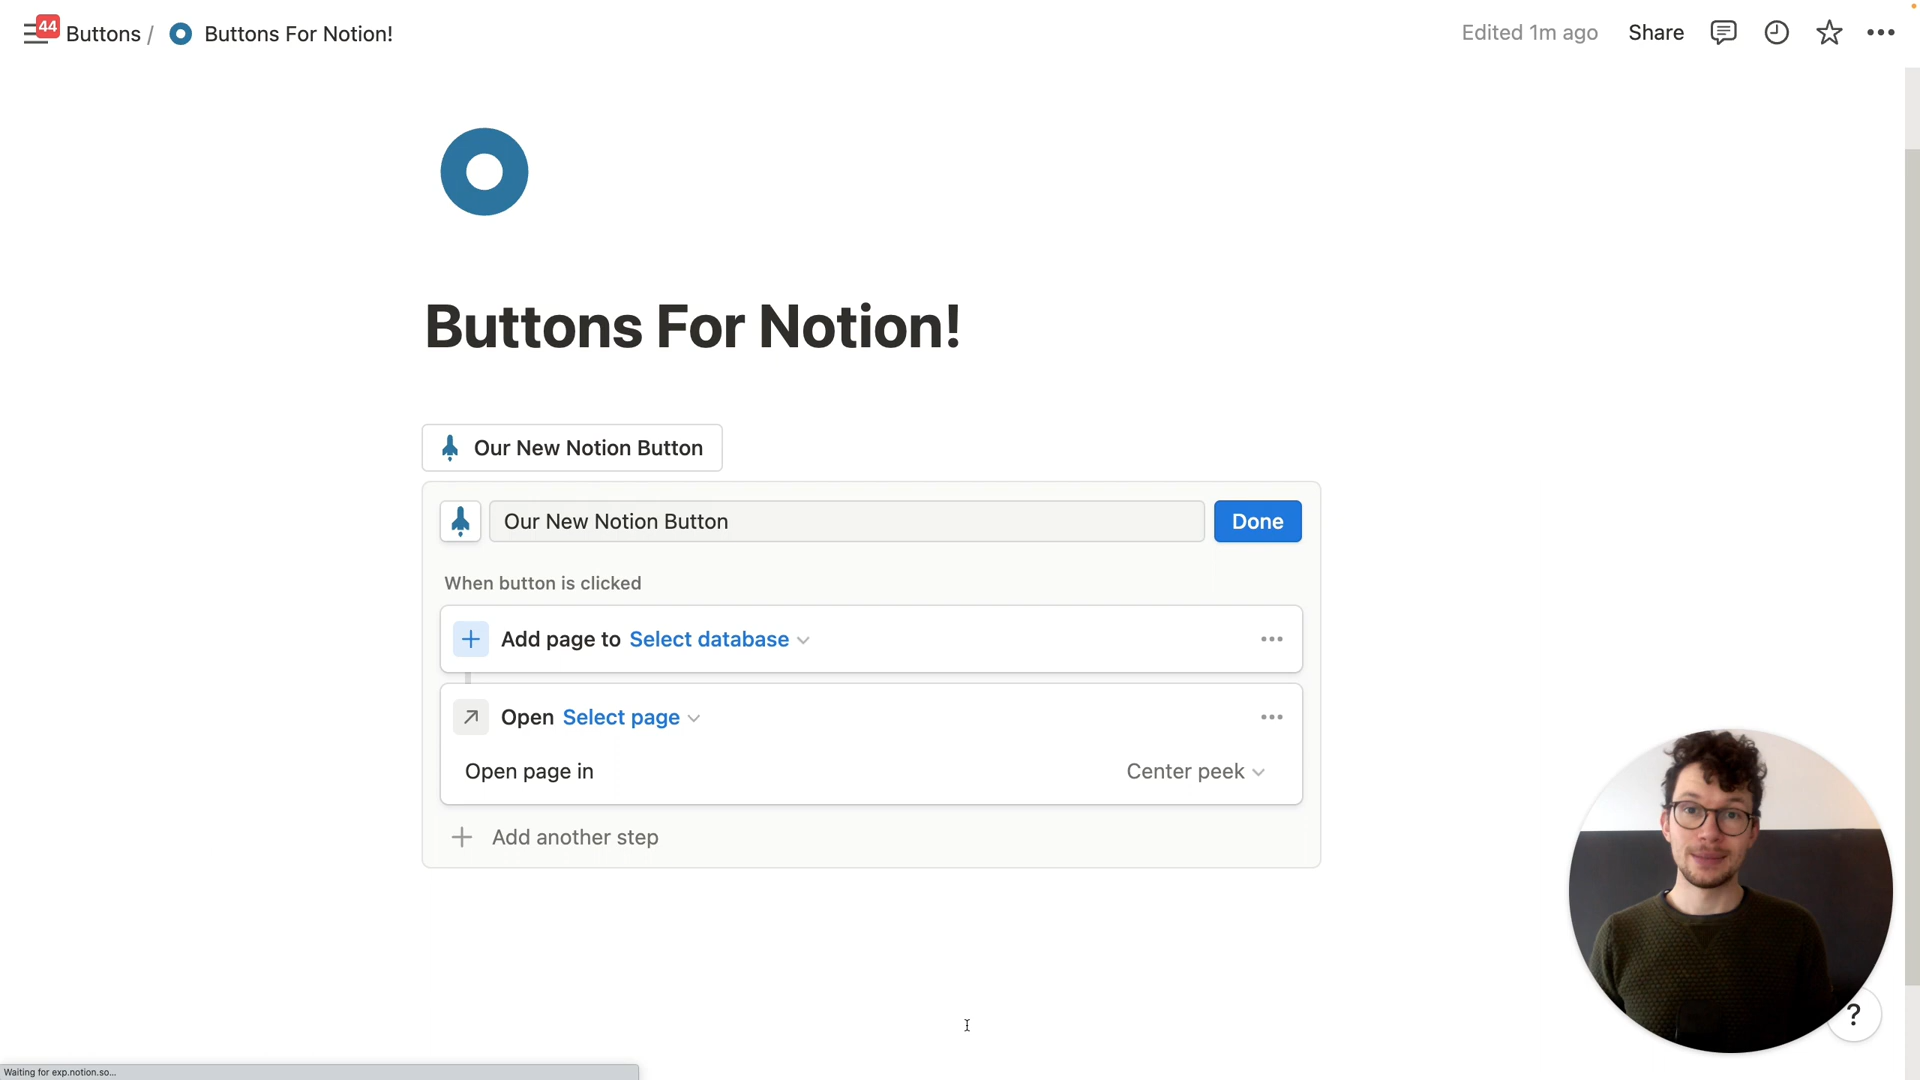 44 Buttons / Buttons For Notion! Edited 1m ago Share
Buttons For Notion!
Our New Notion Button
Our New Notion Button Done
When button is clicked
Add page to Select database
Open Select page
Open page in Center peek
Add another step
?
Waiting for exp.notion.so...